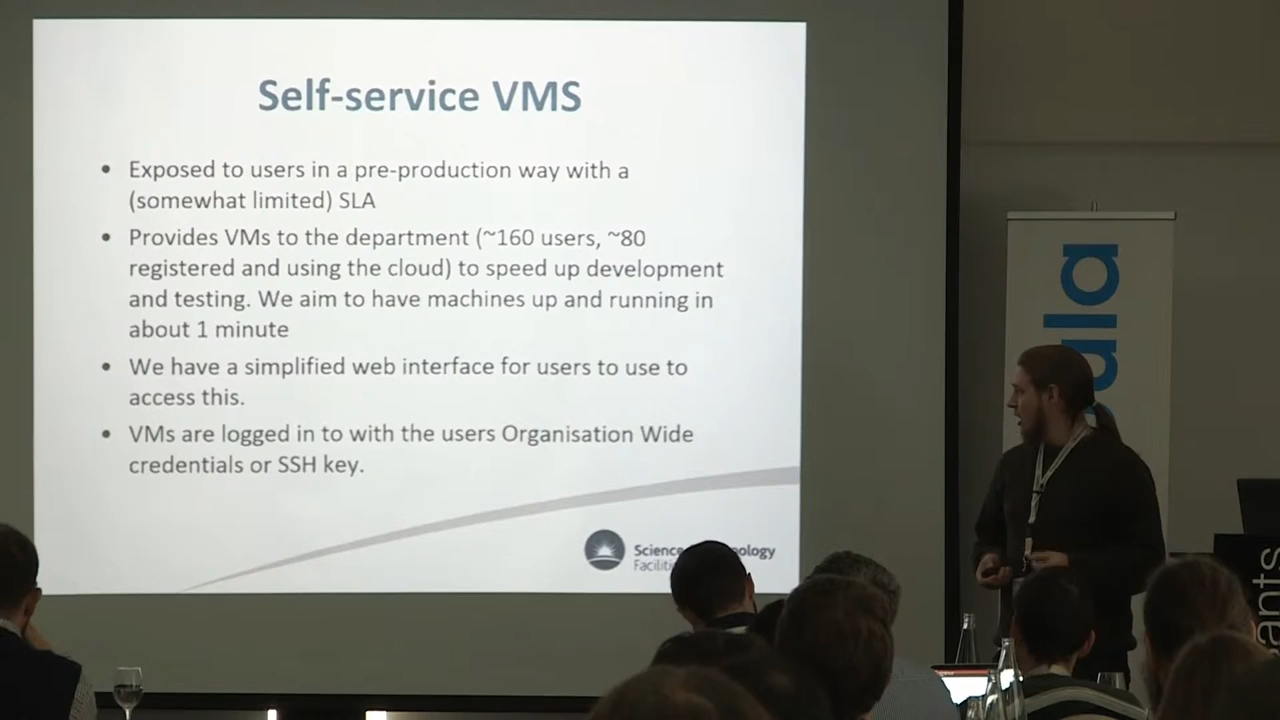 Self-service VMS
• Exposed to users in a pre-production way with a
(somewhat limited) SLA
• Provides VMs to the department (~160 users, ~80
registered and using the cloud) to speed up development
and testing. We aim to have machines up and running in
about 1 minute
• We have a simplified web interface for users to use to
access this.
• VMs are logged in to with the users Organisation Wide
credentials or SSH key.
Science